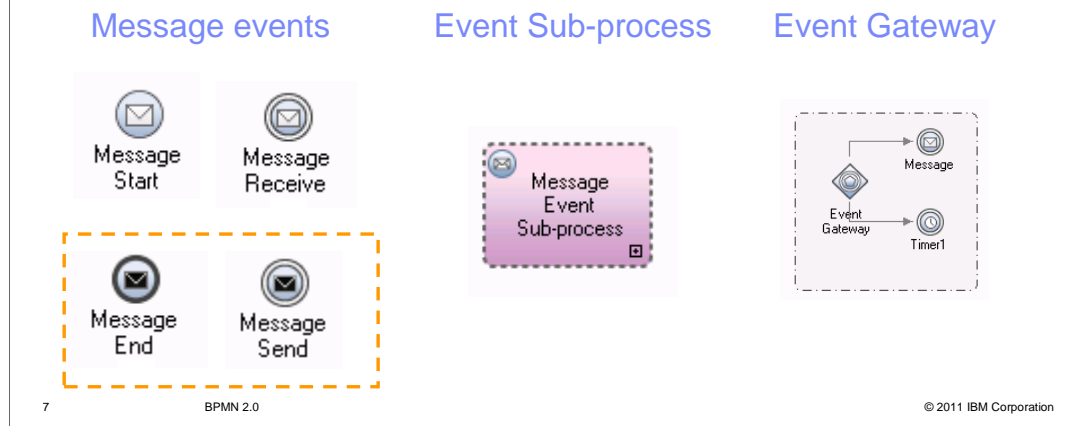 Message events
Event Sub-process
Event Gateway
Message
Start
Message
Receive
Message
End
Message
Send
Message
Event
Sub-process
Event
Gateway
Message
Timer1
7
BPMN 2.0
© 2011 IBM Corporation